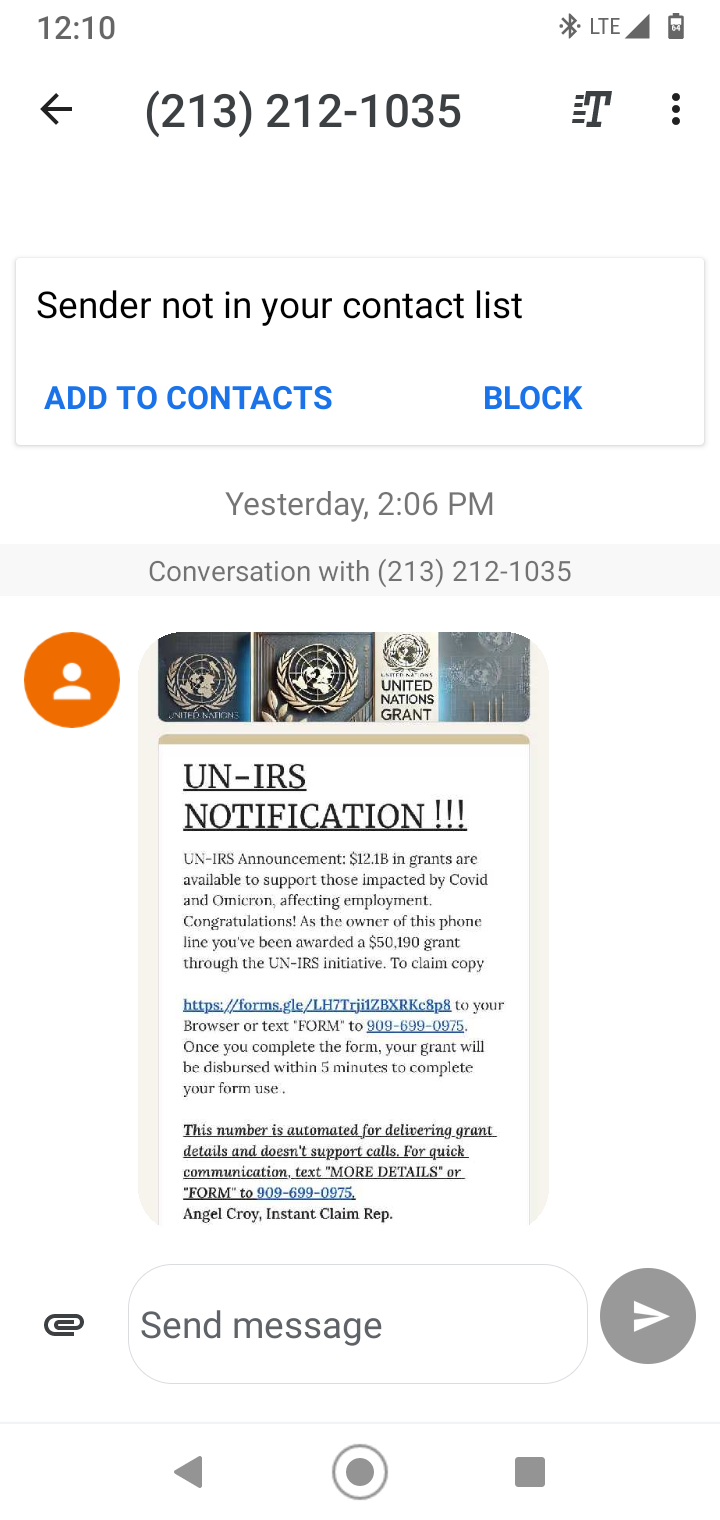 12:10
LTE
64
(213) 212-1035
T
Sender not in your contact list
ADD TO CONTACTS
BLOCK
Yesterday, 2:06 PM
Conversation with (213) 212-1035
UNITED NATIONS
UNITED NATIONS
UNITED
NATIONS
GRANT
UN-IRS
NOTIFICATION !!!
UN-IRS Announcement: $12.1B in grants are
available to support those impacted by Covid
and Omicron, affecting employment.
Congratulations! As the owner of this phone
line you've been awarded a $50,190 grant
through the UN-IRS initiative. To claim copy
https://forms.gle/LH7Trji1ZBXRKc8p8 to your
Browser or text "FORM" to 909-699-0975.
Once you complete the form, your grant will
be disbursed within 5 minutes to complete
your form use .
This number is automated for delivering grant
details and doesn't support calls. For quick
communication, text "MORE DETAILS" or
"FORM" to 909-699-0975.
Angel Croy, Instant Claim Rep.
Send message